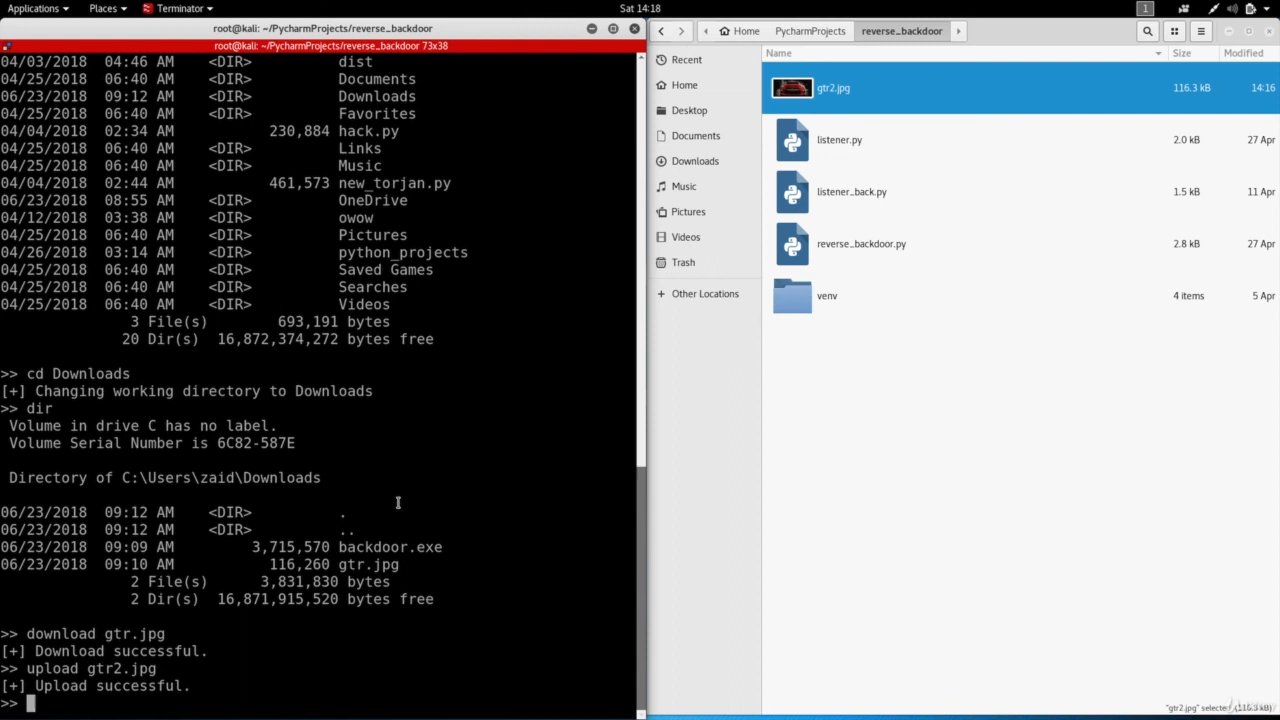 Applications
Places
Terminator
Sat 14:18
1
root@kali: ~/PycharmProjects/reverse_backdoor
root@kali: ~/PycharmProjects/reverse_backdoor 73x38
04/03/2018  04:46 AM    <DIR>          dist
04/25/2018  06:40 AM    <DIR>          Documents
06/23/2018  09:12 AM    <DIR>          Downloads
04/25/2018  06:40 AM    <DIR>          Favorites
04/04/2018  02:34 AM           230,884 hack.py
04/25/2018  06:40 AM    <DIR>          Links
04/25/2018  06:40 AM    <DIR>          Music
04/04/2018  02:44 AM           461,573 new_torjan.py
06/23/2018  08:55 AM    <DIR>          OneDrive
04/12/2018  03:38 AM    <DIR>          owow
04/25/2018  06:40 AM    <DIR>          Pictures
04/26/2018  03:14 AM    <DIR>          python_projects
04/25/2018  06:40 AM    <DIR>          Saved Games
04/25/2018  06:40 AM    <DIR>          Searches
04/25/2018  06:40 AM    <DIR>          Videos
3 File(s)        693,191 bytes
20 Dir(s)  16,872,374,272 bytes free
>> cd Downloads
[+] Changing working directory to Downloads
>> dir
Volume in drive C has no label.
Volume Serial Number is 6C82-587E
Directory of C:\Users\zaid\Downloads
06/23/2018  09:12 AM    <DIR>          .
06/23/2018  09:12 AM    <DIR>          ..
06/23/2018  09:09 AM         3,715,570 backdoor.exe
06/23/2018  09:10 AM           116,260 gtr.jpg
2 File(s)      3,831,830 bytes
2 Dir(s)  16,871,915,520 bytes free
>> download gtr.jpg
[+] Download successful.
>> upload gtr2.jpg
[+] Upload successful.
>>
Home
PycharmProjects
reverse_backdoor
Recent
Home
Desktop
Documents
Downloads
Music
Pictures
Videos
Trash
+ Other Locations
Name Size Modified
gtr2.jpg 116.3 kB 14:16
listener.py 2.0 kB 27 Apr
listener_back.py 1.5 kB 11 Apr
reverse_backdoor.py 2.8 kB 27 Apr
venv 4 items 5 Apr
"gtr2.jpg" selected (116.3 kB)